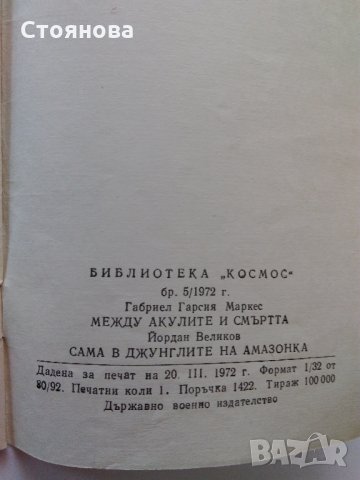 Стоянова
БИБЛИОТЕКА „КОСМОС“
бр. 5/1972 г.
Габриел Гарсия Маркес
МЕЖДУ АКУЛИТЕ И СМЪРТТА
Йордан Великов
САМА В ДЖУНГЛИТЕ НА АМАЗОНКА
Дадена за печат на 20. III. 1972 г. Формат 1/32 от
80/92. Печатни коли 1. Поръчка 1422. Тираж 100 000
Държавно военно издателство
BAZAR.bg